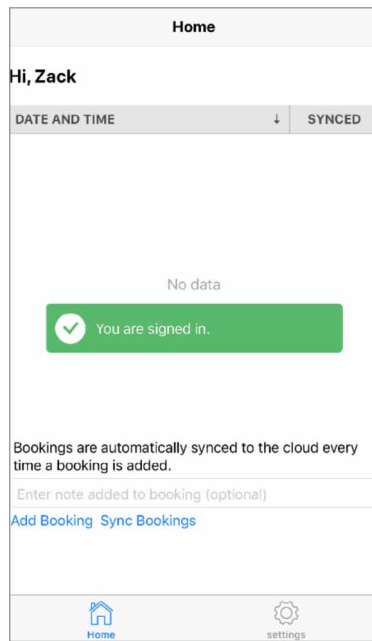 Home
Hi, Zack
DATE AND TIME ↓ SYNCED
No data
You are signed in.
Bookings are automatically synced to the cloud every
time a booking is added.
Enter note added to booking (optional)
Add Booking Sync Bookings
Home settings